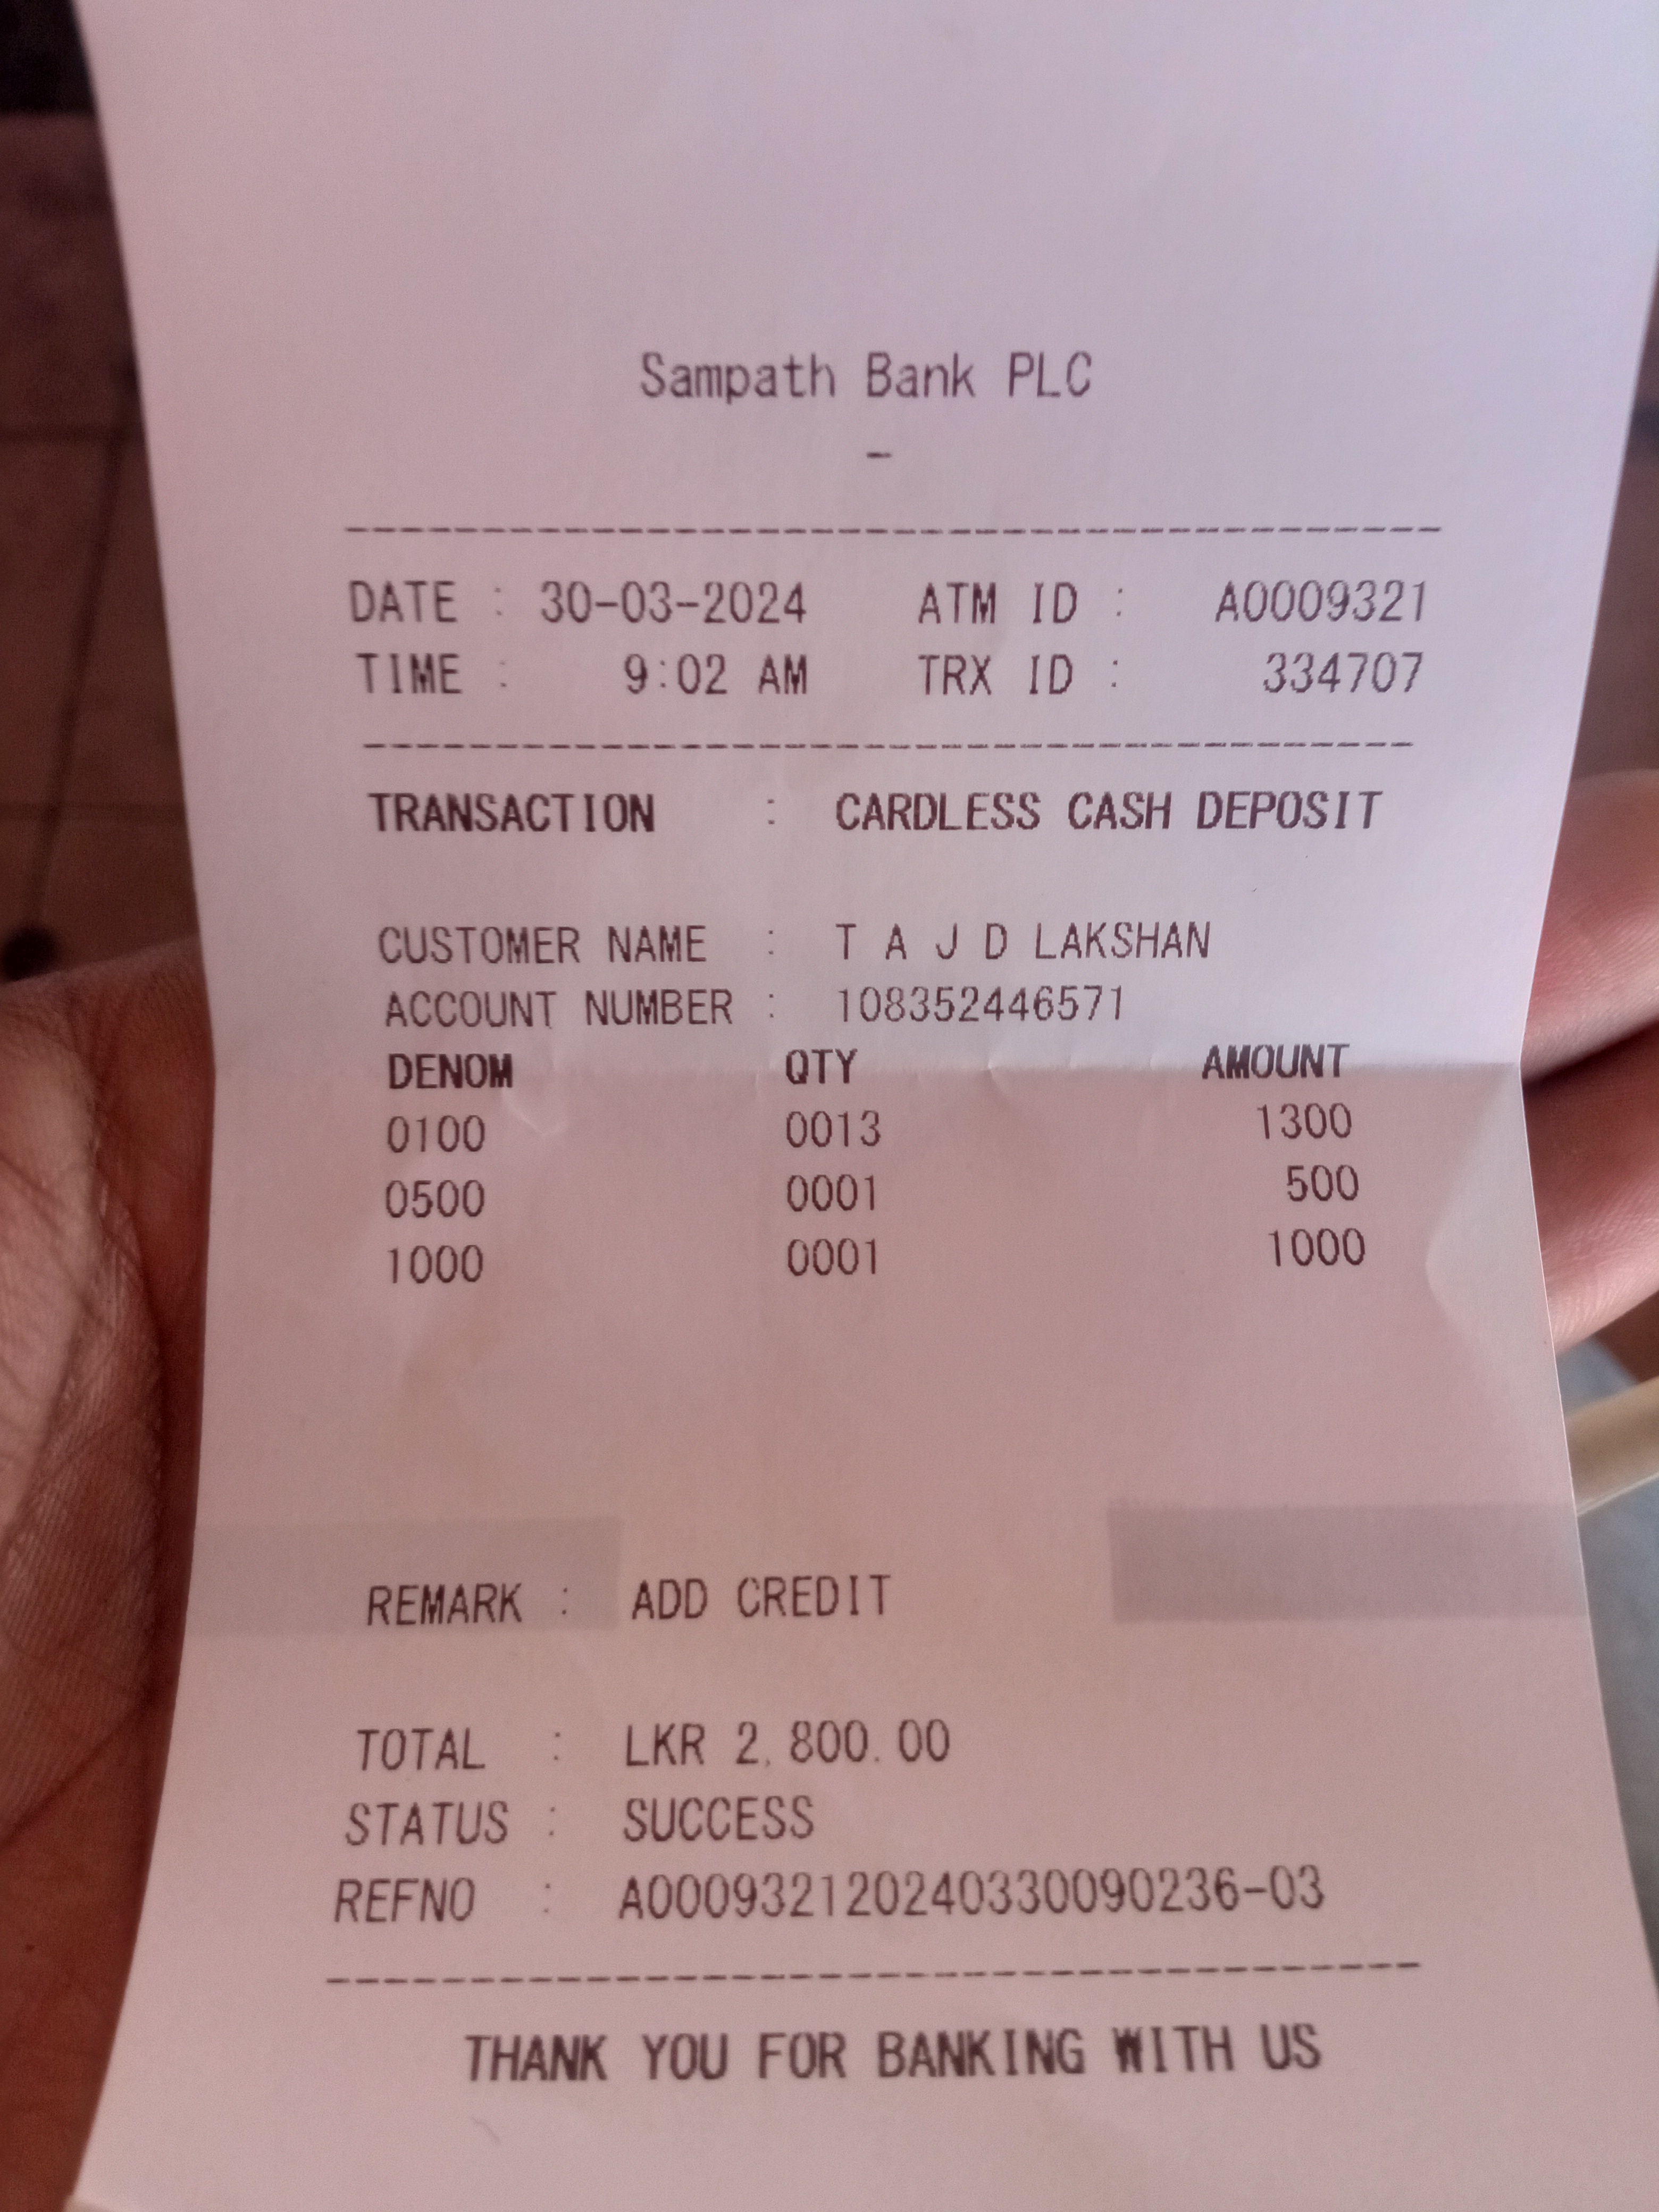 Sampath Bank PLC
-
----------------------------------------
DATE : 30-03-2024 ATM ID : A0009321
TIME : 9:02 AM TRX ID : 334707
----------------------------------------
TRANSACTION : CARDLESS CASH DEPOSIT
CUSTOMER NAME : T A J D LAKSHAN
ACCOUNT NUMBER : 108352446571
DENOM QTY AMOUNT
0100 0013 1300
0500 0001 500
1000 0001 1000
REMARK : ADD CREDIT
TOTAL : LKR 2,800.00
STATUS : SUCCESS
REFNO : A000932120240330090236-03
----------------------------------------
THANK YOU FOR BANKING WITH US